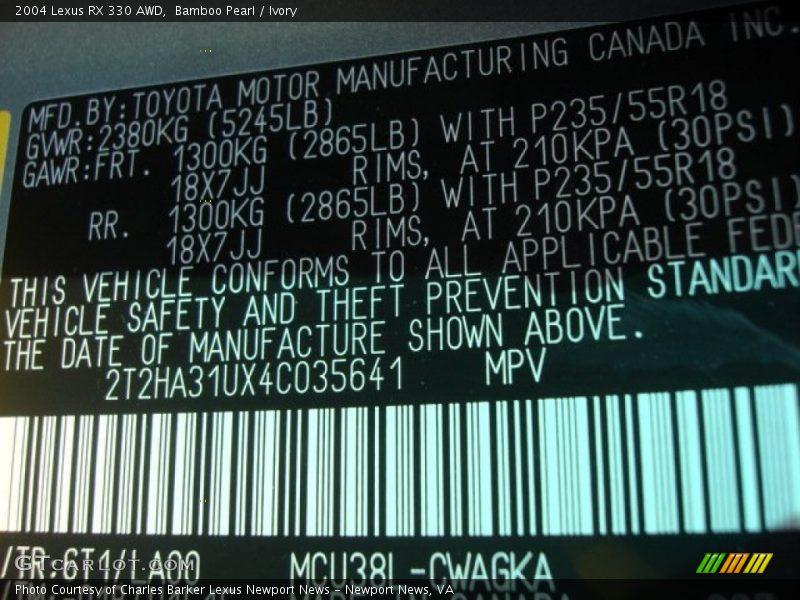 2004 Lexus RX 330 AWD, Bamboo Pearl / Ivory
MFD.BY:TOYOTA MOTOR MANUFACTURING CANADA INC.
GVWR:2380KG (5245LB)
GAWR:FRT. 1300KG (2865LB) WITH P235/55R18
18X7JJ RIMS, AT 210KPA (30PSI)
RR. 1300KG (2865LB) WITH P235/55R18
18X7JJ RIMS, AT 210KPA (30PSI)
THIS VEHICLE CONFORMS TO ALL APPLICABLE FEDE
VEHICLE SAFETY AND THEFT PREVENTION STANDAR
THE DATE OF MANUFACTURE SHOWN ABOVE.
2T2HA31UX4C035641 MPV
/TR:6T1/LA00 MCU38L-CWAGKA
GTCARLOT.COM
Photo Courtesy of Charles Barker Lexus Newport News - Newport News, VA